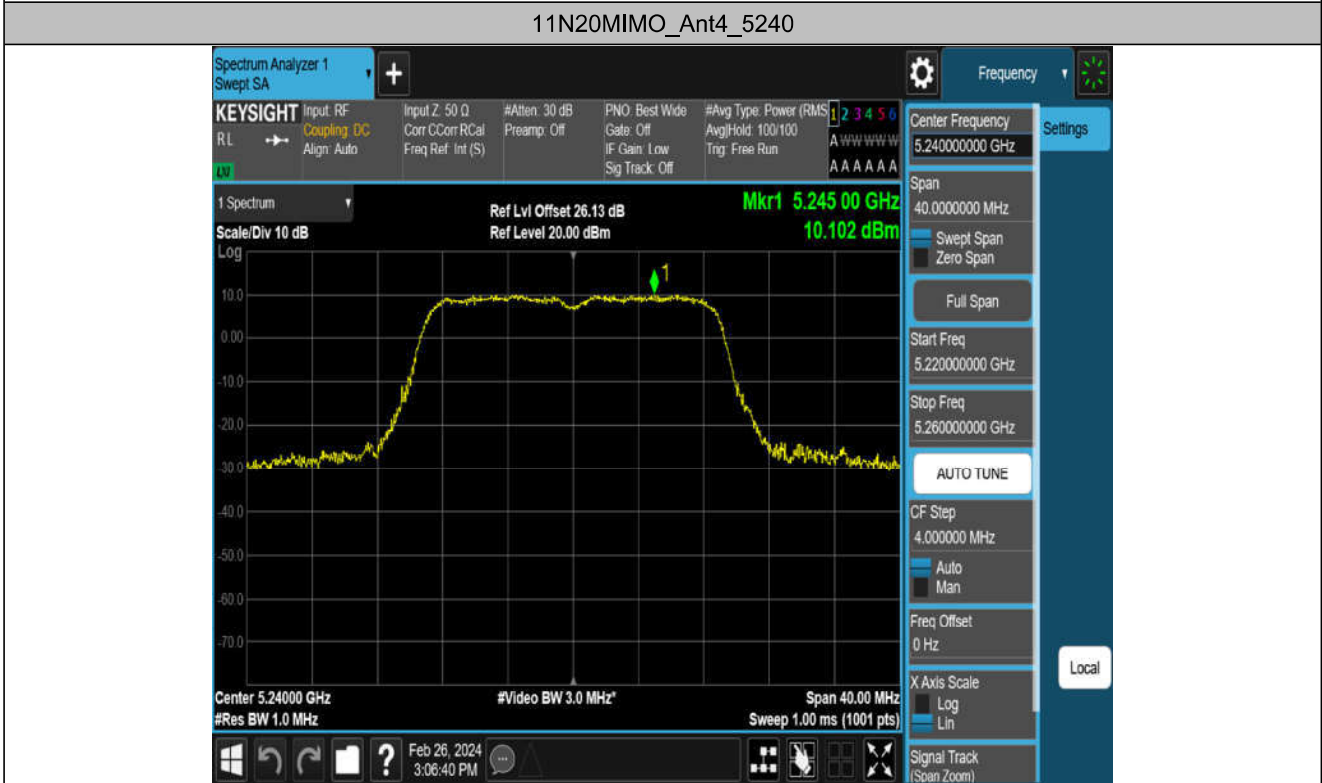 11N20MIMO_Ant4_5240
Spectrum Analyzer 1
Swept SA
+
Frequency
KEYSIGHT
RL
LXI
Input: RF
Coupling: DC
Align: Auto
Input Z: 50 Ω
Corr CCorr RCal
Freq Ref: Int (S)
#Atten: 30 dB
Preamp: Off
PNO: Best Wide
Gate: Off
IF Gain: Low
Sig Track: Off
#Avg Type: Power (RMS
Avg|Hold: 100/100
Trig: Free Run
1 2 3 4 5 6
A W W W W W
A A A A A A
1 Spectrum
Scale/Div 10 dB
Log
Ref Lvl Offset 26.13 dB
Ref Level 20.00 dBm
Mkr1 5.245 00 GHz
10.102 dBm
1
10.0
0.00
-10.0
-20.0
-30.0
-40.0
-50.0
-60.0
-70.0
Center 5.24000 GHz
#Res BW 1.0 MHz
#Video BW 3.0 MHz*
Span 40.00 MHz
Sweep 1.00 ms (1001 pts)
?
Feb 26, 2024
3:06:40 PM
Center Frequency
5.240000000 GHz
Settings
Span
40.0000000 MHz
Swept Span
Zero Span
Full Span
Start Freq
5.220000000 GHz
Stop Freq
5.260000000 GHz
AUTO TUNE
CF Step
4.000000 MHz
Auto
Man
Freq Offset
0 Hz
X Axis Scale
Log
Lin
Local
Signal Track
(Span Zoom)